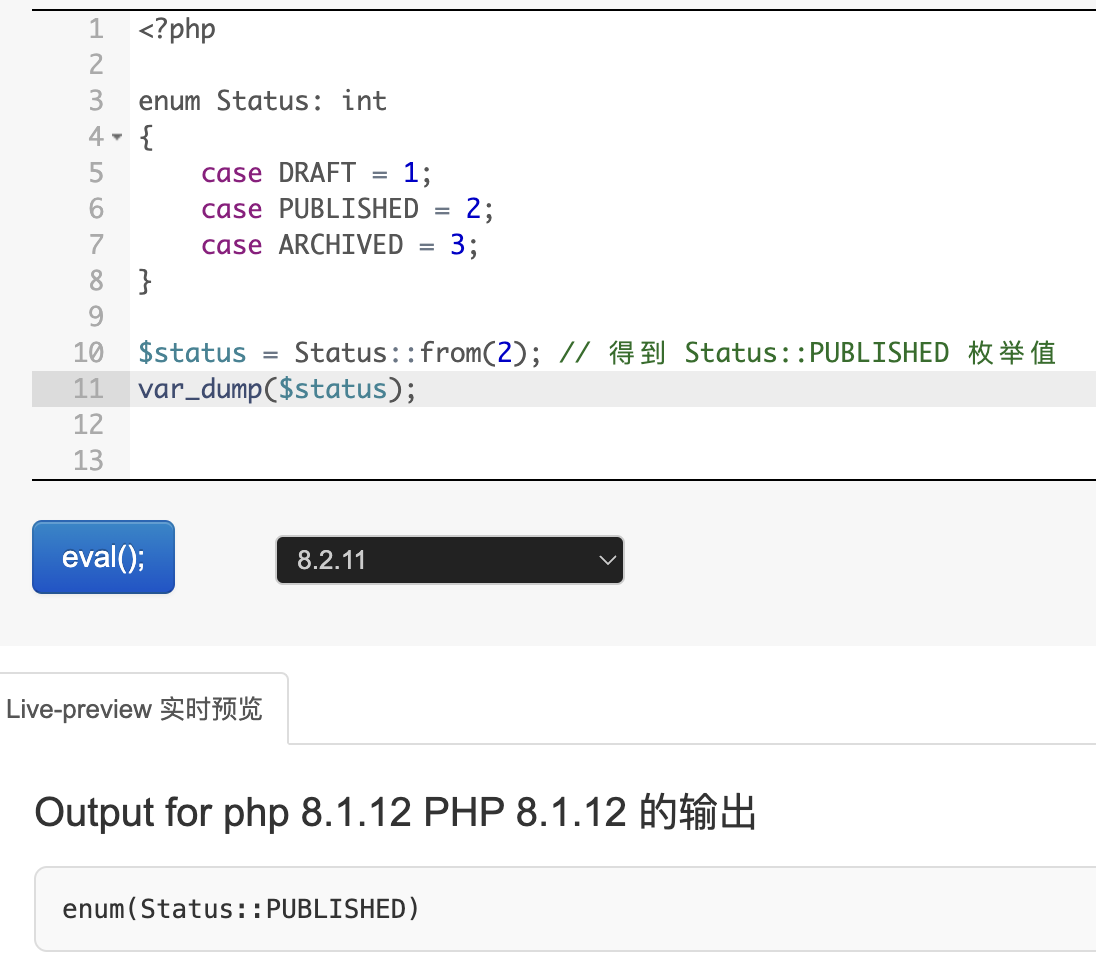 1 <?php
2
3 enum Status: int
4 {
5 case DRAFT = 1;
6 case PUBLISHED = 2;
7 case ARCHIVED = 3;
8 }
9
10 $status = Status::from(2); // 得到 Status::PUBLISHED 枚举值
11 var_dump($status);
12
13
eval();
8.2.11
Live-preview 实时预览
Output for php 8.1.12 PHP 8.1.12 的输出
enum(Status::PUBLISHED)